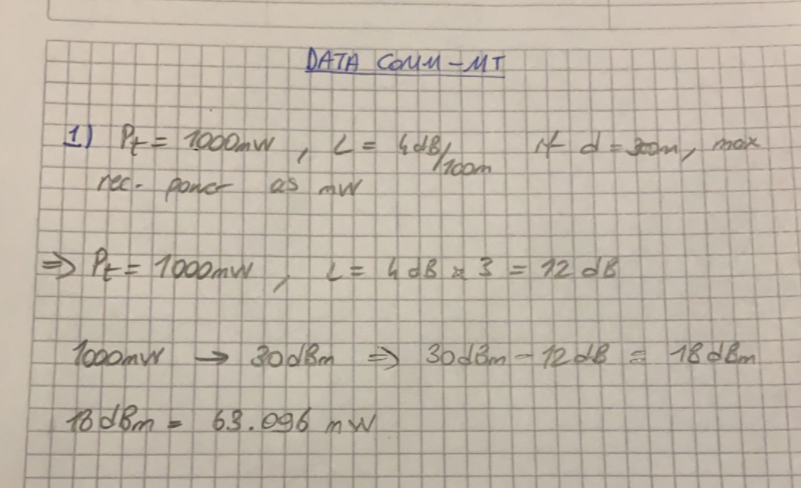 DATA COMM-MT
1) Pt = 1000mW , L = 4dB/100m if d = 300m, max
rec. power as mW
⇒ Pt = 1000mW , L = 4dB x 3 = 12 dB
1000mW → 30dBm ⇒ 30dBm - 12dB = 18dBm
18dBm = 63.096 mW